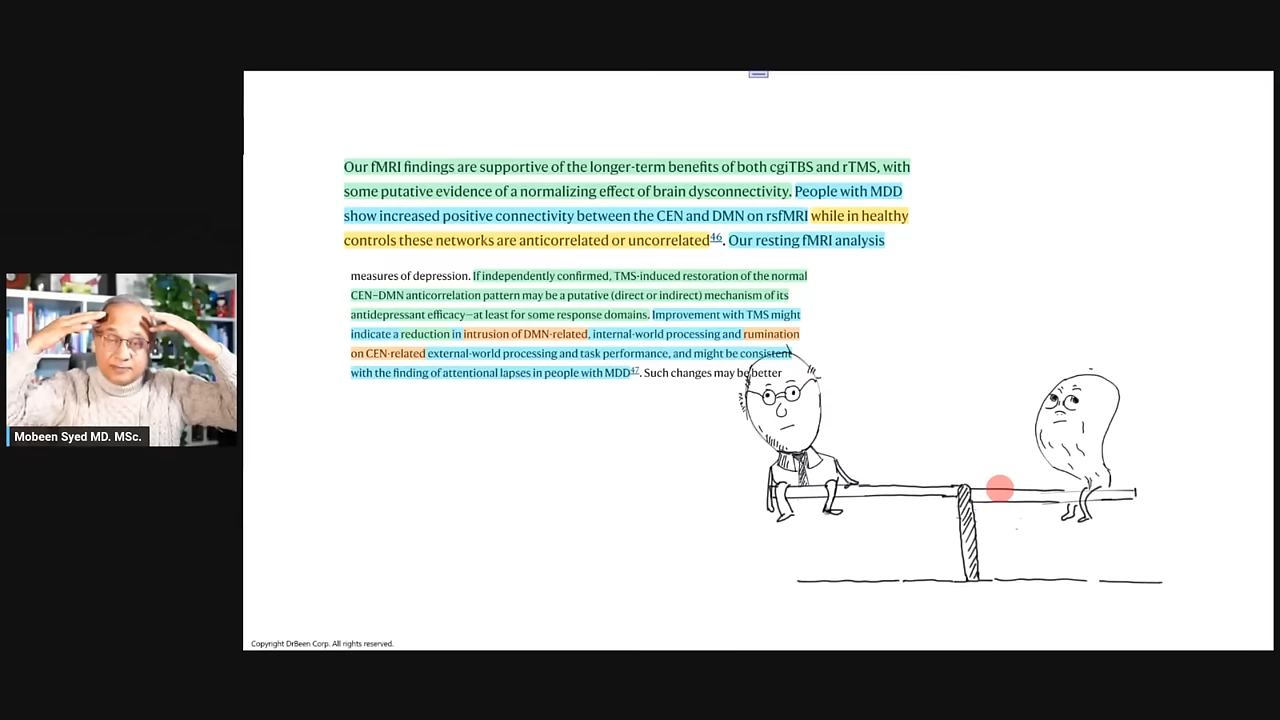 Our fMRI findings are supportive of the longer-term benefits of both cgiTBS and rTMS, with
some putative evidence of a normalizing effect of brain dysconnectivity. People with MDD
show increased positive connectivity between the CEN and DMN on rsfMRI while in healthy
controls these networks are anticorrelated or uncorrelated46. Our resting fMRI analysis
measures of depression. If independently confirmed, TMS-induced restoration of the normal
CEN–DMN anticorrelation pattern may be a putative (direct or indirect) mechanism of its
antidepressant efficacy—at least for some response domains. Improvement with TMS might
indicate a reduction in intrusion of DMN-related, internal-world processing and rumination
on CEN-related external-world processing and task performance, and might be consistent
with the finding of attentional lapses in people with MDD47. Such changes may be better
Mobeen Syed MD. MSc.
Copyright DrBeen Corp. All rights reserved.